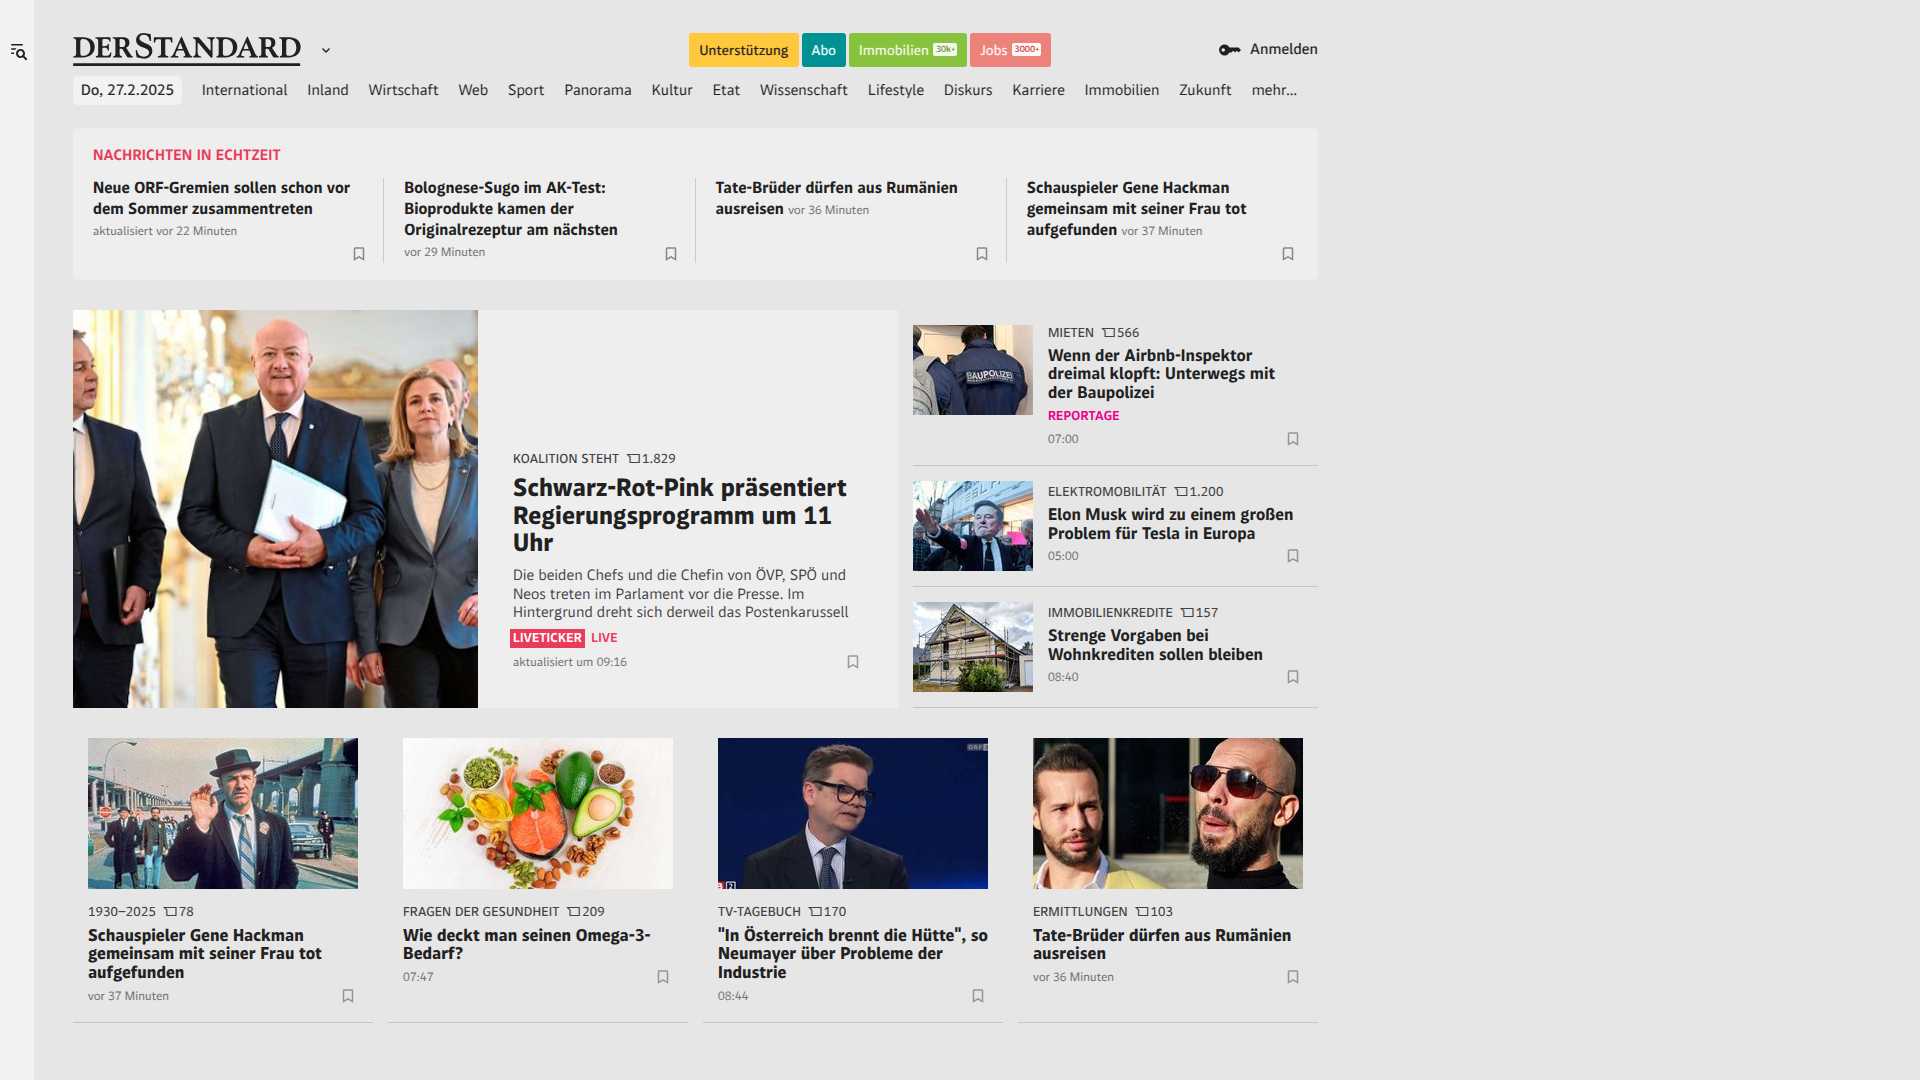 DERSTANDARD
Unterstützung
Abo
Immobilien 30k+
Jobs 3000+
Anmelden
Do, 27.2.2025
International
Inland
Wirtschaft
Web
Sport
Panorama
Kultur
Etat
Wissenschaft
Lifestyle
Diskurs
Karriere
Immobilien
Zukunft
mehr...
NACHRICHTEN IN ECHTZEIT
Neue ORF-Gremien sollen schon vor
dem Sommer zusammentreten
aktualisiert vor 22 Minuten
Bolognese-Sugo im AK-Test:
Bioprodukte kamen der
Originalrezeptur am nächsten
vor 29 Minuten
Tate-Brüder dürfen aus Rumänien
ausreisen vor 36 Minuten
Schauspieler Gene Hackman
gemeinsam mit seiner Frau tot
aufgefunden vor 37 Minuten
KOALITION STEHT 1.829
Schwarz-Rot-Pink präsentiert
Regierungsprogramm um 11
Uhr
Die beiden Chefs und die Chefin von ÖVP, SPÖ und
Neos treten im Parlament vor die Presse. Im
Hintergrund dreht sich derweil das Postenkarussell
LIVETICKER LIVE
aktualisiert um 09:16
BAUPOLIZEI
MIETEN 566
Wenn der Airbnb-Inspektor
dreimal klopft: Unterwegs mit
der Baupolizei
REPORTAGE
07:00
ELEKTROMOBILITÄT 1.200
Elon Musk wird zu einem großen
Problem für Tesla in Europa
05:00
IMMOBILIENKREDITE 157
Strenge Vorgaben bei
Wohnkrediten sollen bleiben
08:40
1930–2025 78
Schauspieler Gene Hackman
gemeinsam mit seiner Frau tot
aufgefunden
vor 37 Minuten
FRAGEN DER GESUNDHEIT 209
Wie deckt man seinen Omega-3-
Bedarf?
07:47
ORF 2
TV-TAGEBUCH 170
"In Österreich brennt die Hütte", so
Neumayer über Probleme der
Industrie
08:44
ERMITTLUNGEN 103
Tate-Brüder dürfen aus Rumänien
ausreisen
vor 36 Minuten